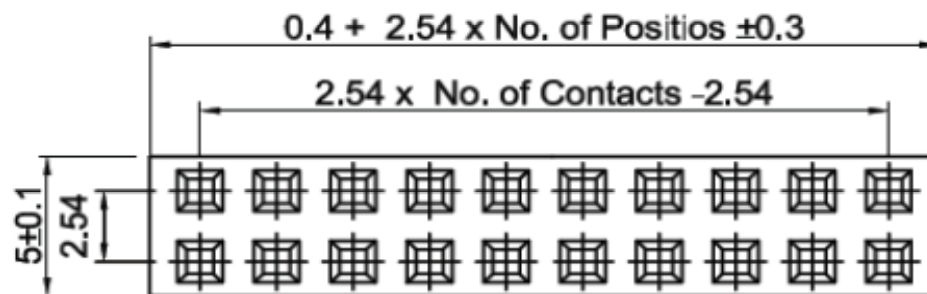 0.4 + 2.54 x No. of Positios ±0.3
2.54 x No. of Contacts -2.54
5±0.1
2.54